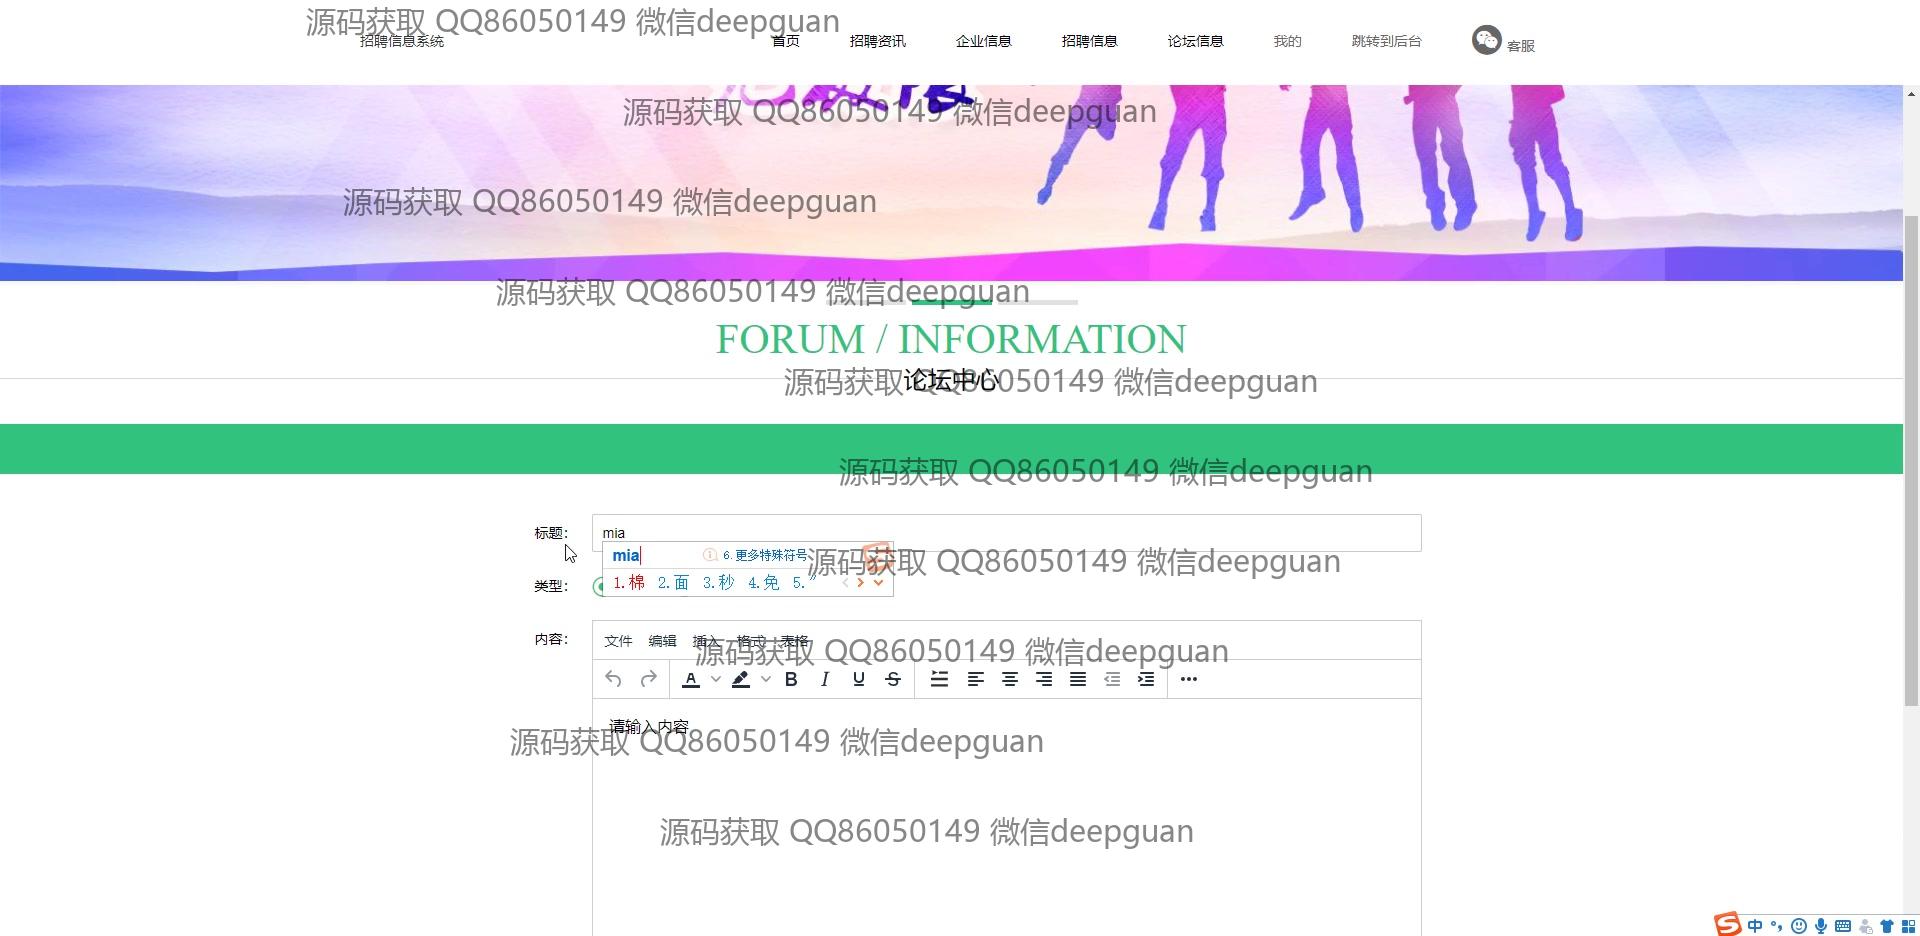 源码获取 QQ86050149 微信deepguan
招聘信息系统 首页 招聘资讯 企业信息 招聘信息 论坛信息 我的 跳转到后台 客服
源码获取 QQ86050149 微信deepguan
源码获取 QQ86050149 微信deepguan
源码获取 QQ86050149 微信deepguan
FORUM / INFORMATION
论坛中心
源码获取 QQ86050149 微信deepguan
源码获取 QQ86050149 微信deepguan
标题: mia
mia 6.更多特殊符号
源码获取 QQ86050149 微信deepguan
1.棉 2.面 3.秒 4.免 5.”
类型:
内容: 文件 编辑 插入 格式 表格
源码获取 QQ86050149 微信deepguan
A B I U S
请输入内容
源码获取 QQ86050149 微信deepguan
源码获取 QQ86050149 微信deepguan
S 中